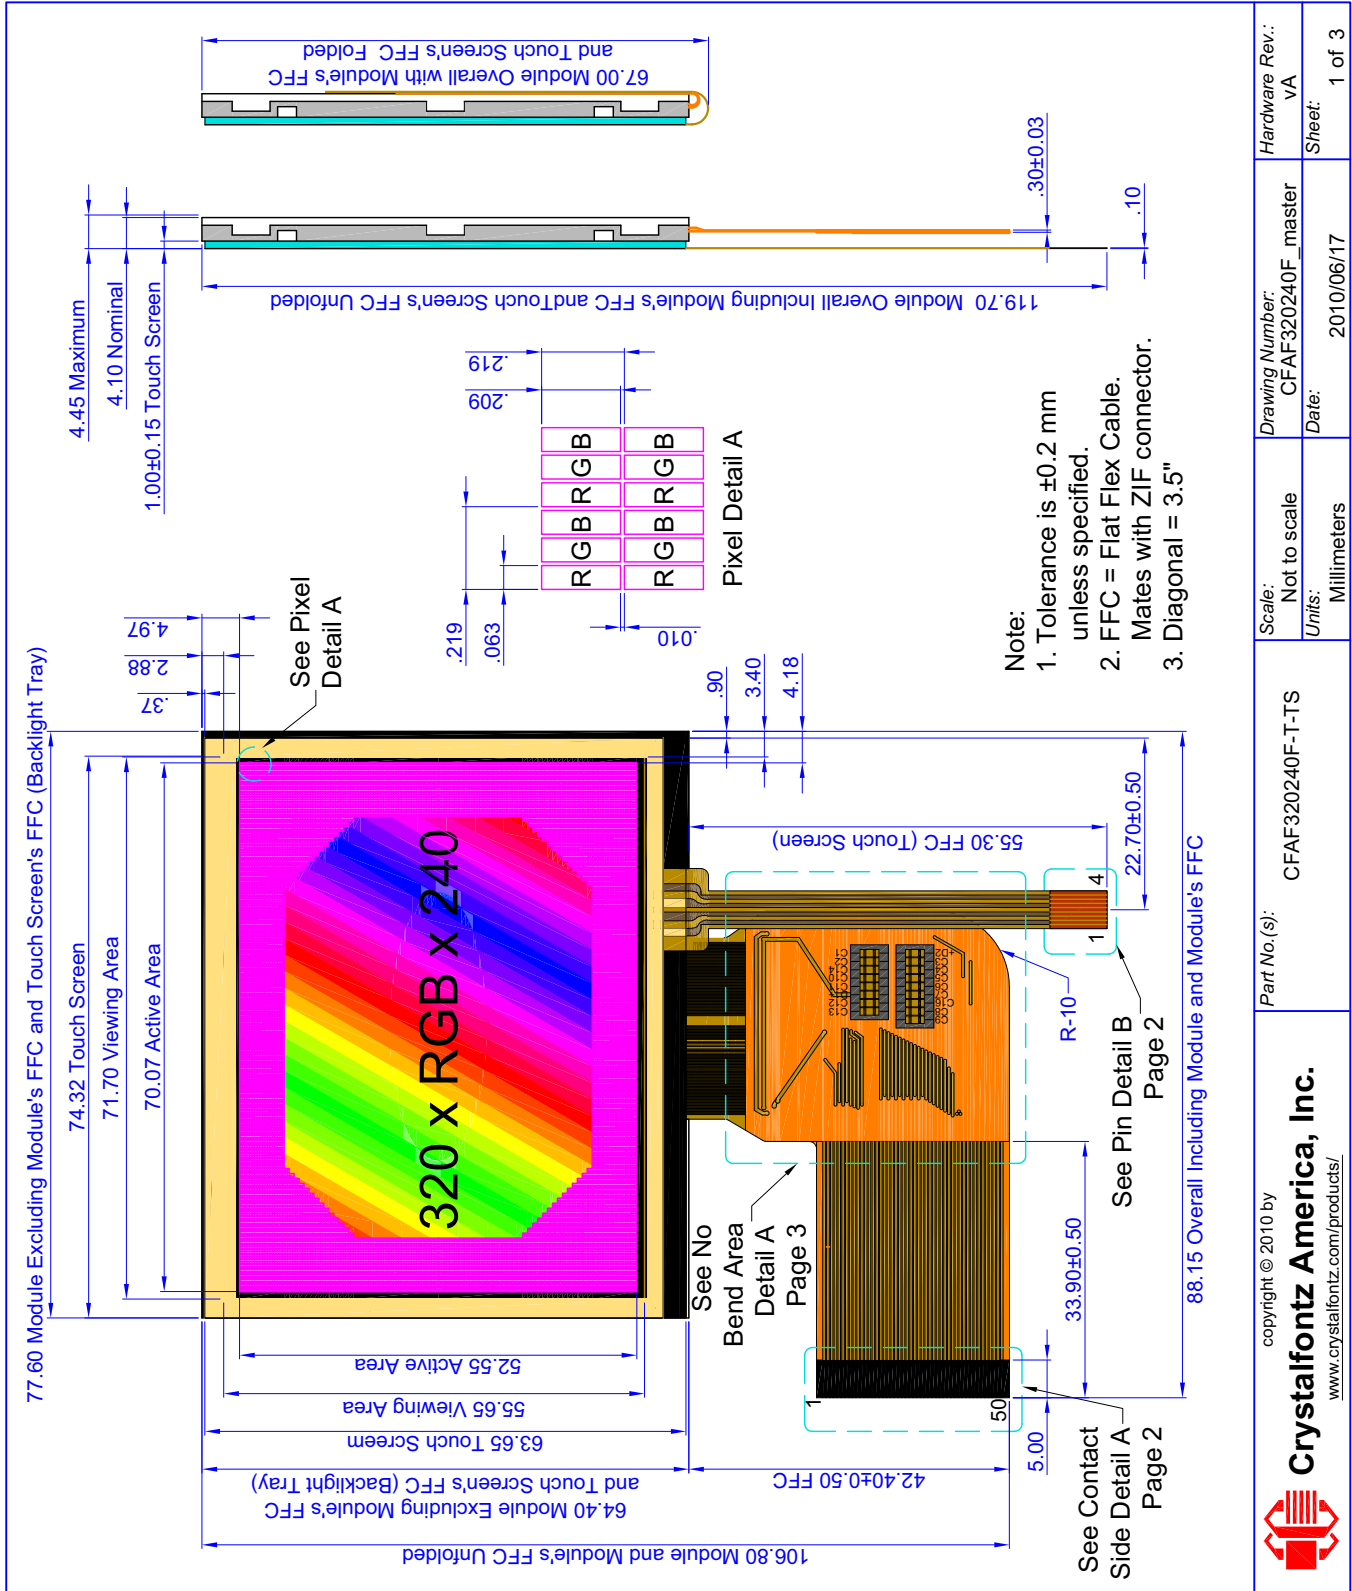 77.60 Module Excluding Module's FFC and Touch Screen's FFC (Backlight Tray)
74.32 Touch Screen
71.70 Viewing Area
70.07 Active Area
.37
2.88
4.97
See Pixel
Detail A
320 x RGB x 240
52.55 Active Area
55.65 Viewing Area
63.65 Touch Screem
64.40 Module Excluding Module's FFC
and Touch Screen's FFC (Backlight Tray)
106.80 Module and Module's FFC Unfolded
42.40±0.50 FFC
55.30 FFC (Touch Screen)
.90
3.40
4.18
22.70±0.50
R-10
1
4
See Pin Detail B
Page 2
See No
Bend Area
Detail A
Page 3
33.90±0.50
88.15 Overall Including Module and Module's FFC
1
50
5.00
See Contact
Side Detail A
Page 2
4.45 Maximum
4.10 Nominal
1.00±0.15 Touch Screen
67.00 Module Overall with Module's FFC
and Touch Screen's FFC Folded
119.70 Module Overall Including Module's FFC and Touch Screen's FFC Unfolded
.30±0.03
.10
.219
.209
.219
.063
.010
R G B R G B
R G B R G B
Pixel Detail A
Note:
1. Tolerance is ±0.2 mm
unless specified.
2. FFC = Flat Flex Cable.
Mates with ZIF connector.
3. Diagonal = 3.5"
copyright © 2010 by
Crystalfontz America, Inc.
www.crystalfontz.com/products/
Part No.(s):
CFAF320240F-T-TS
Scale:
Not to scale
Units:
Millimeters
Drawing Number:
CFAF320240F_master
Date:
2010/06/17
Hardware Rev.:
vA
Sheet:
1 of 3